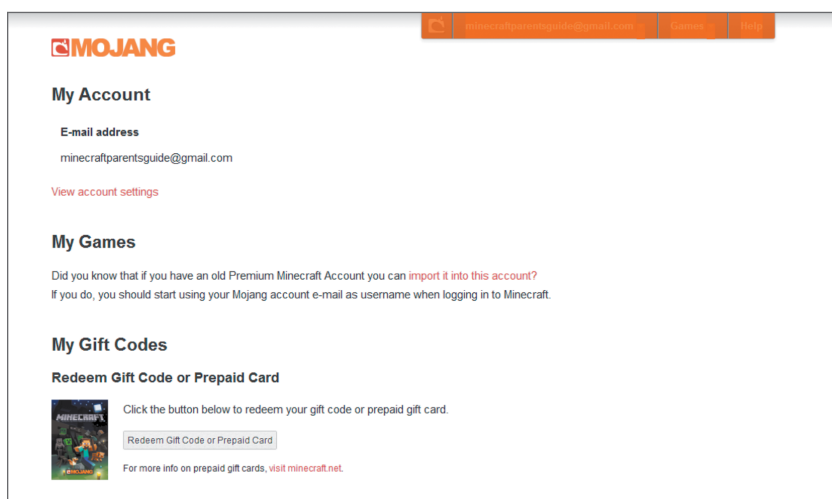 minecraftparentsguide@gmail.com Games Help
MOJANG
My Account
E-mail address
minecraftparentsguide@gmail.com
View account settings
My Games
Did you know that if you have an old Premium Minecraft Account you can import it into this account?
If you do, you should start using your Mojang account e-mail as username when logging in to Minecraft.
My Gift Codes
Redeem Gift Code or Prepaid Card
MINECRAFT
Click the button below to redeem your gift code or prepaid gift card.
Redeem Gift Code or Prepaid Card
MOJANG
For more info on prepaid gift cards, visit minecraft.net.